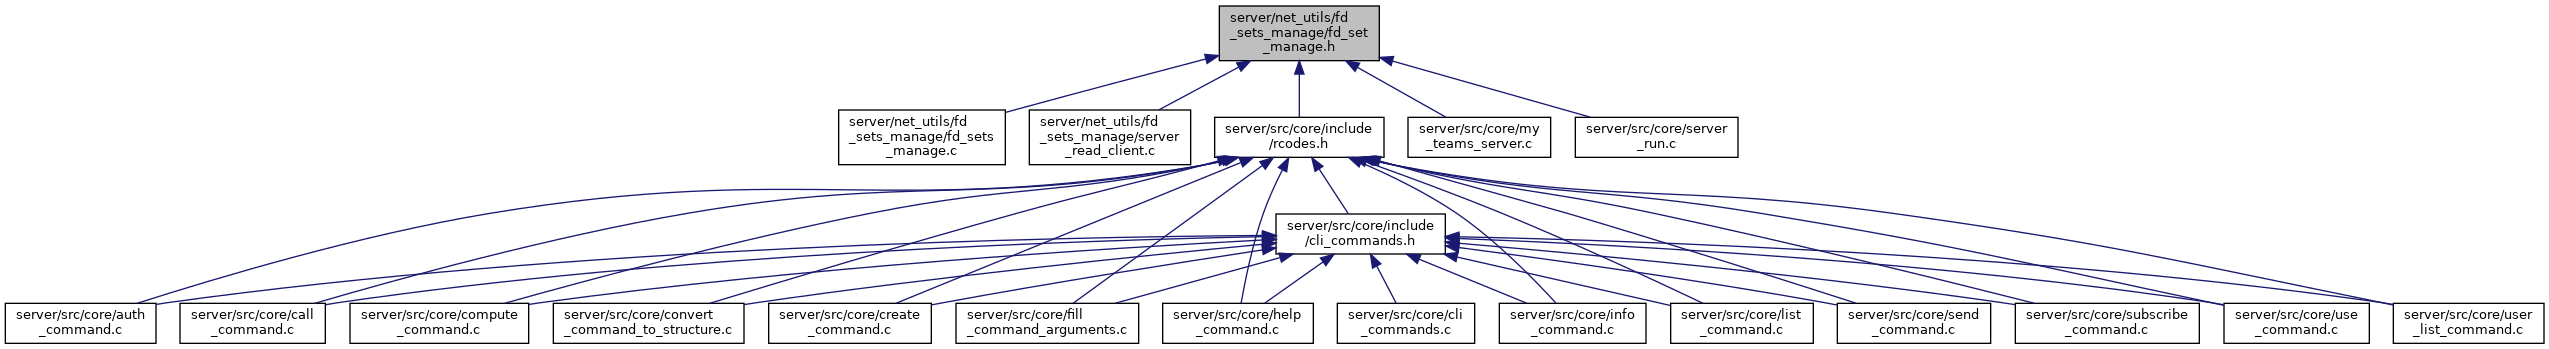 server/net_utils/fd
_sets_manage/fd_set
_manage.h
server/net_utils/fd
_sets_manage/fd_sets
_manage.c
server/net_utils/fd
_sets_manage/server
_read_client.c
server/src/core/include
/rcodes.h
server/src/core/my
_teams_server.c
server/src/core/server
_run.c
server/src/core/include
/cli_commands.h
server/src/core/auth
_command.c
server/src/core/call
_command.c
server/src/core/compute
_command.c
server/src/core/convert
_command_to_structure.c
server/src/core/create
_command.c
server/src/core/fill
_command_arguments.c
server/src/core/help
_command.c
server/src/core/cli
_commands.c
server/src/core/info
_command.c
server/src/core/list
_command.c
server/src/core/send
_command.c
server/src/core/subscribe
_command.c
server/src/core/use
_command.c
server/src/core/user
_list_command.c